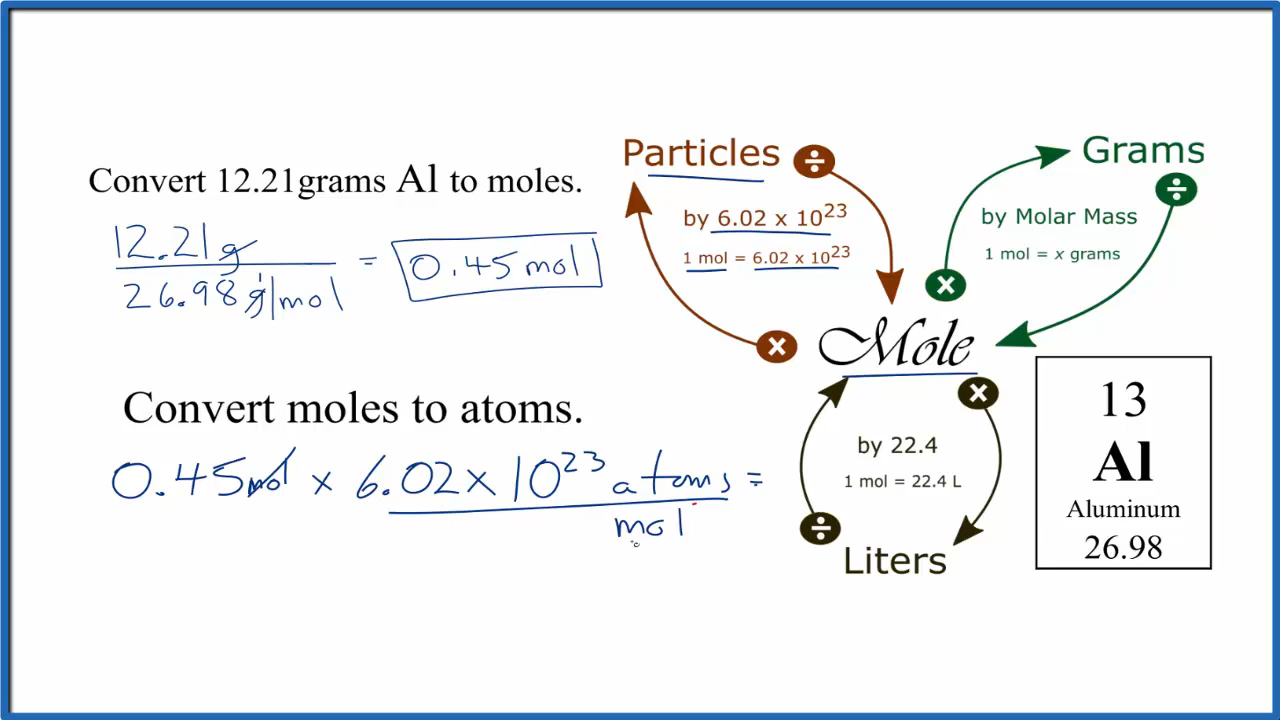 Convert 12.21grams Al to moles.
12.21g
26.98 g/mol
= 0.45 mol
Convert moles to atoms.
0.45 mol x 6.02 x 10²³ atoms =
mol
Particles ÷
by 6.02 x 10²³
1 mol = 6.02 x 10²³
×
Grams
÷
by Molar Mass
1 mol = x grams
×
Mole
×
by 22.4
1 mol = 22.4 L
÷
Liters
13
Al
Aluminum
26.98